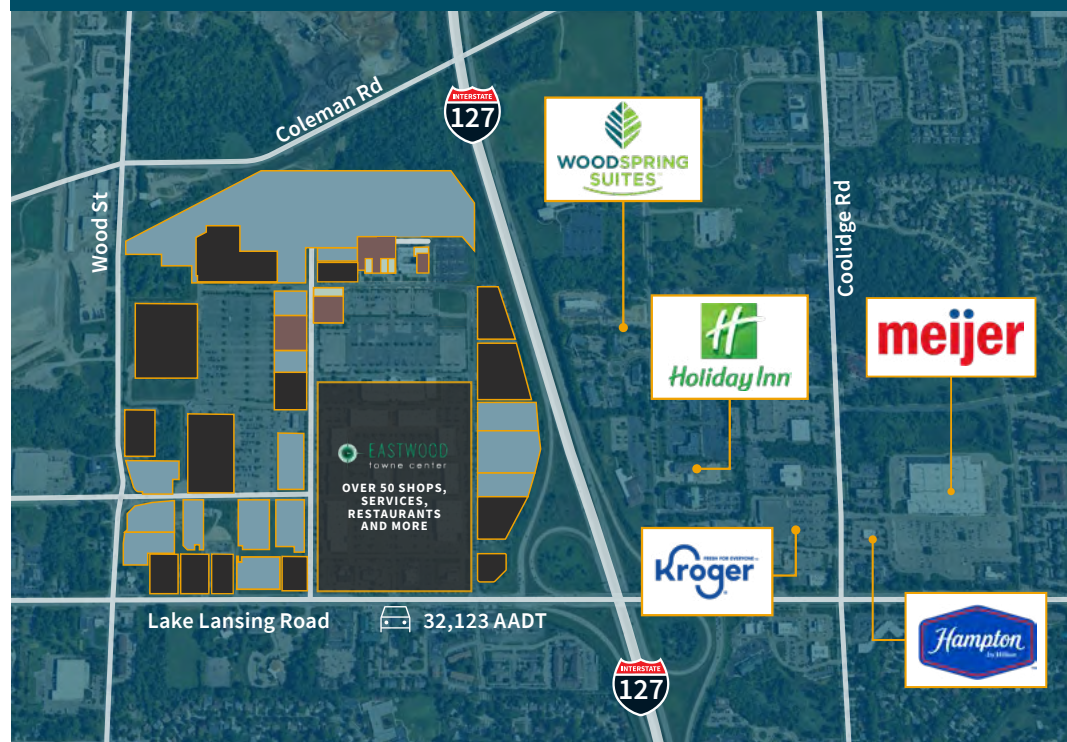 Coleman Rd
INTERSTATE
127
WOODSPRING
SUITES
Wood St
Coolidge Rd
H
Holiday Inn
meijer
EASTWOOD
towne center
OVER 50 SHOPS,
SERVICES,
RESTAURANTS
AND MORE
FRESH FOR EVERYONE
Kroger
Lake Lansing Road
32,123 AADT
Hampton
by Hilton
INTERSTATE
127